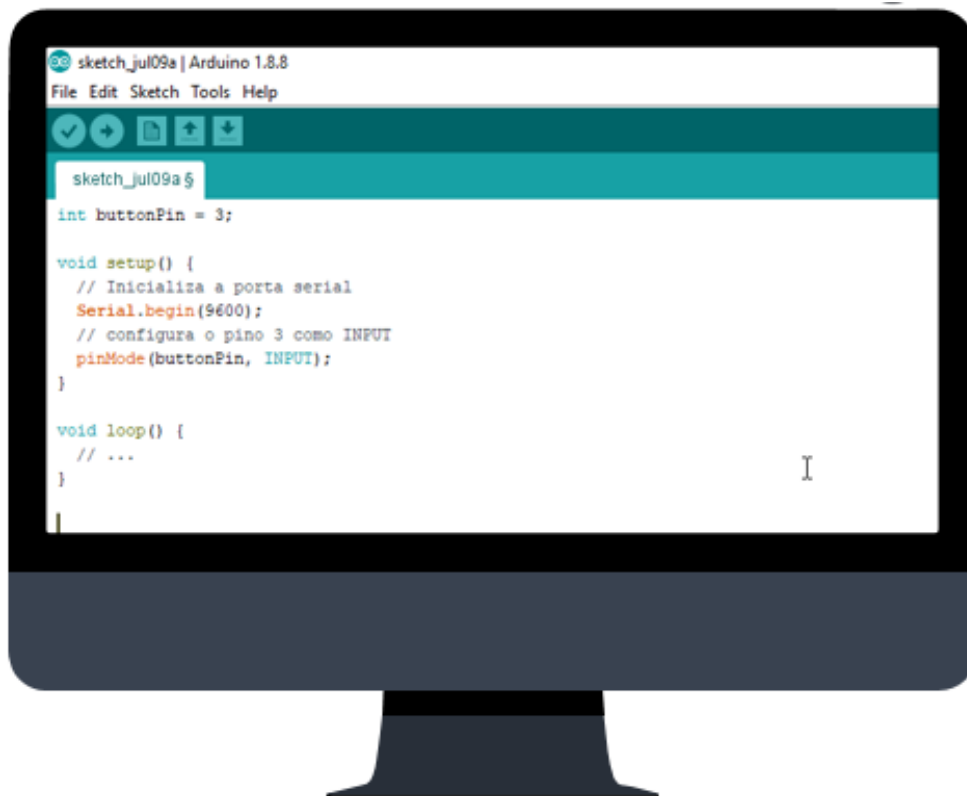 sketch_jul09a | Arduino 1.8.8
File Edit Sketch Tools Help
sketch_jul09a §
int buttonPin = 3;
void setup() {
// Inicializa a porta serial
Serial.begin(9600);
// configura o pino 3 como INPUT
pinMode(buttonPin, INPUT);
}
void loop() {
// ...
}